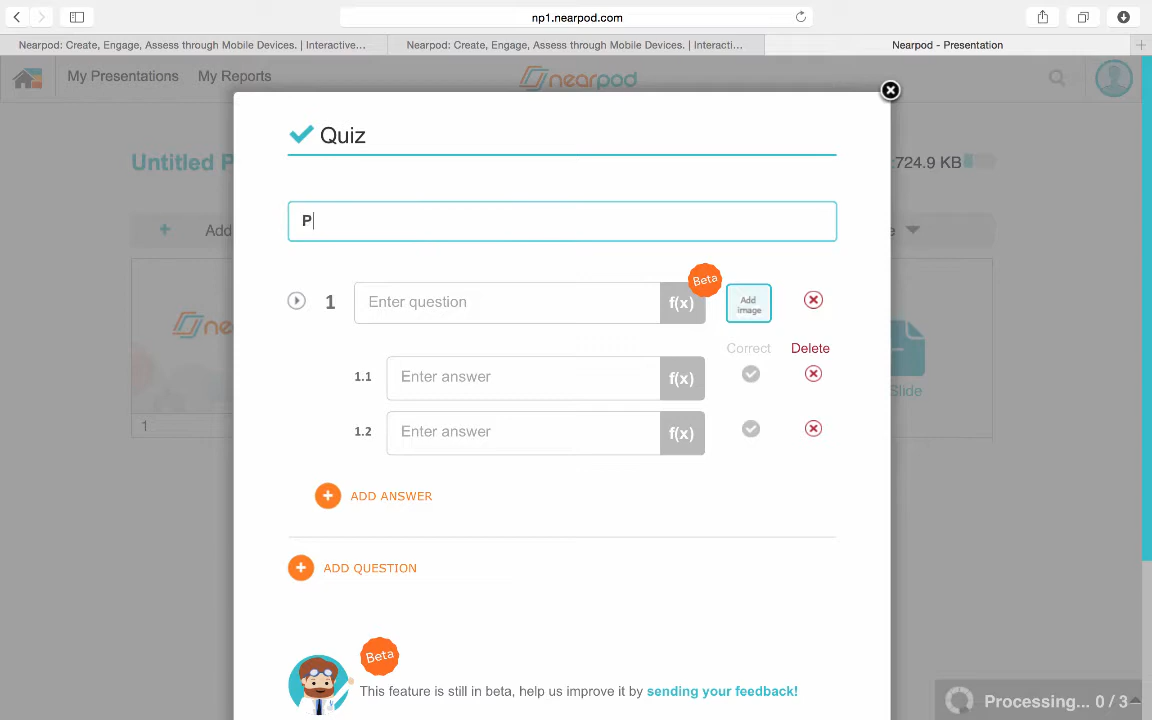 np1.nearpod.com
Nearpod: Create, Engage, Assess through Mobile Devices. | Interactive...
Nearpod: Create, Engage, Assess through Mobile Devices. | Interacti...
Nearpod - Presentation
My Presentations
My Reports
nearpod
Untitled P
:724.9 KB
Quiz
P
Add
e
Beta
1
Enter question
f(x)
Add
image
Correct
Delete
1.1
Enter answer
f(x)
1.2
Enter answer
f(x)
nea
Slide
1
ADD ANSWER
ADD QUESTION
Beta
This feature is still in beta, help us improve it by sending your feedback!
Processing... 0 / 3